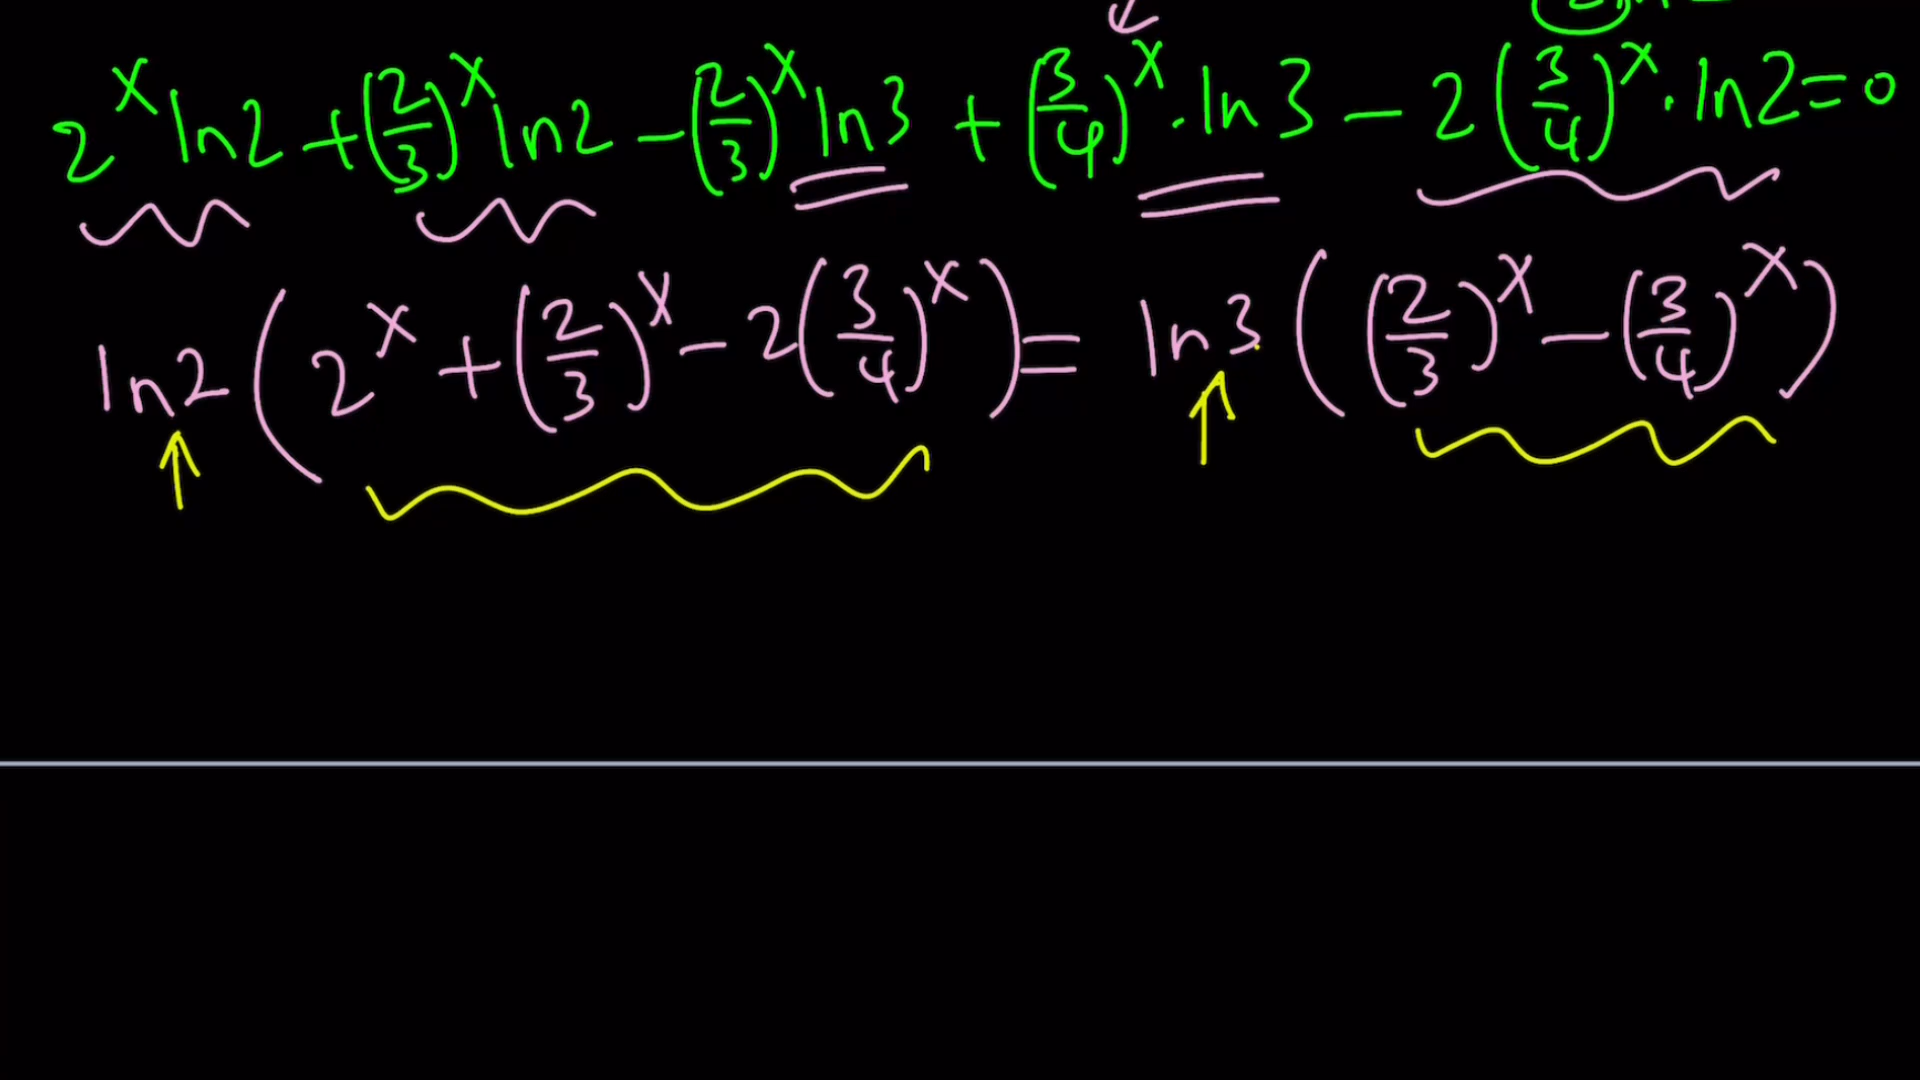 2^x ln2 + (2/3)^x ln2 - (2/3)^x ln3 + (3/4)^x · ln3 - 2(3/4)^x · ln2 = 0
ln2 (2^x + (2/3)^x - 2(3/4)^x) = ln3 ((2/3)^x - (3/4)^x)